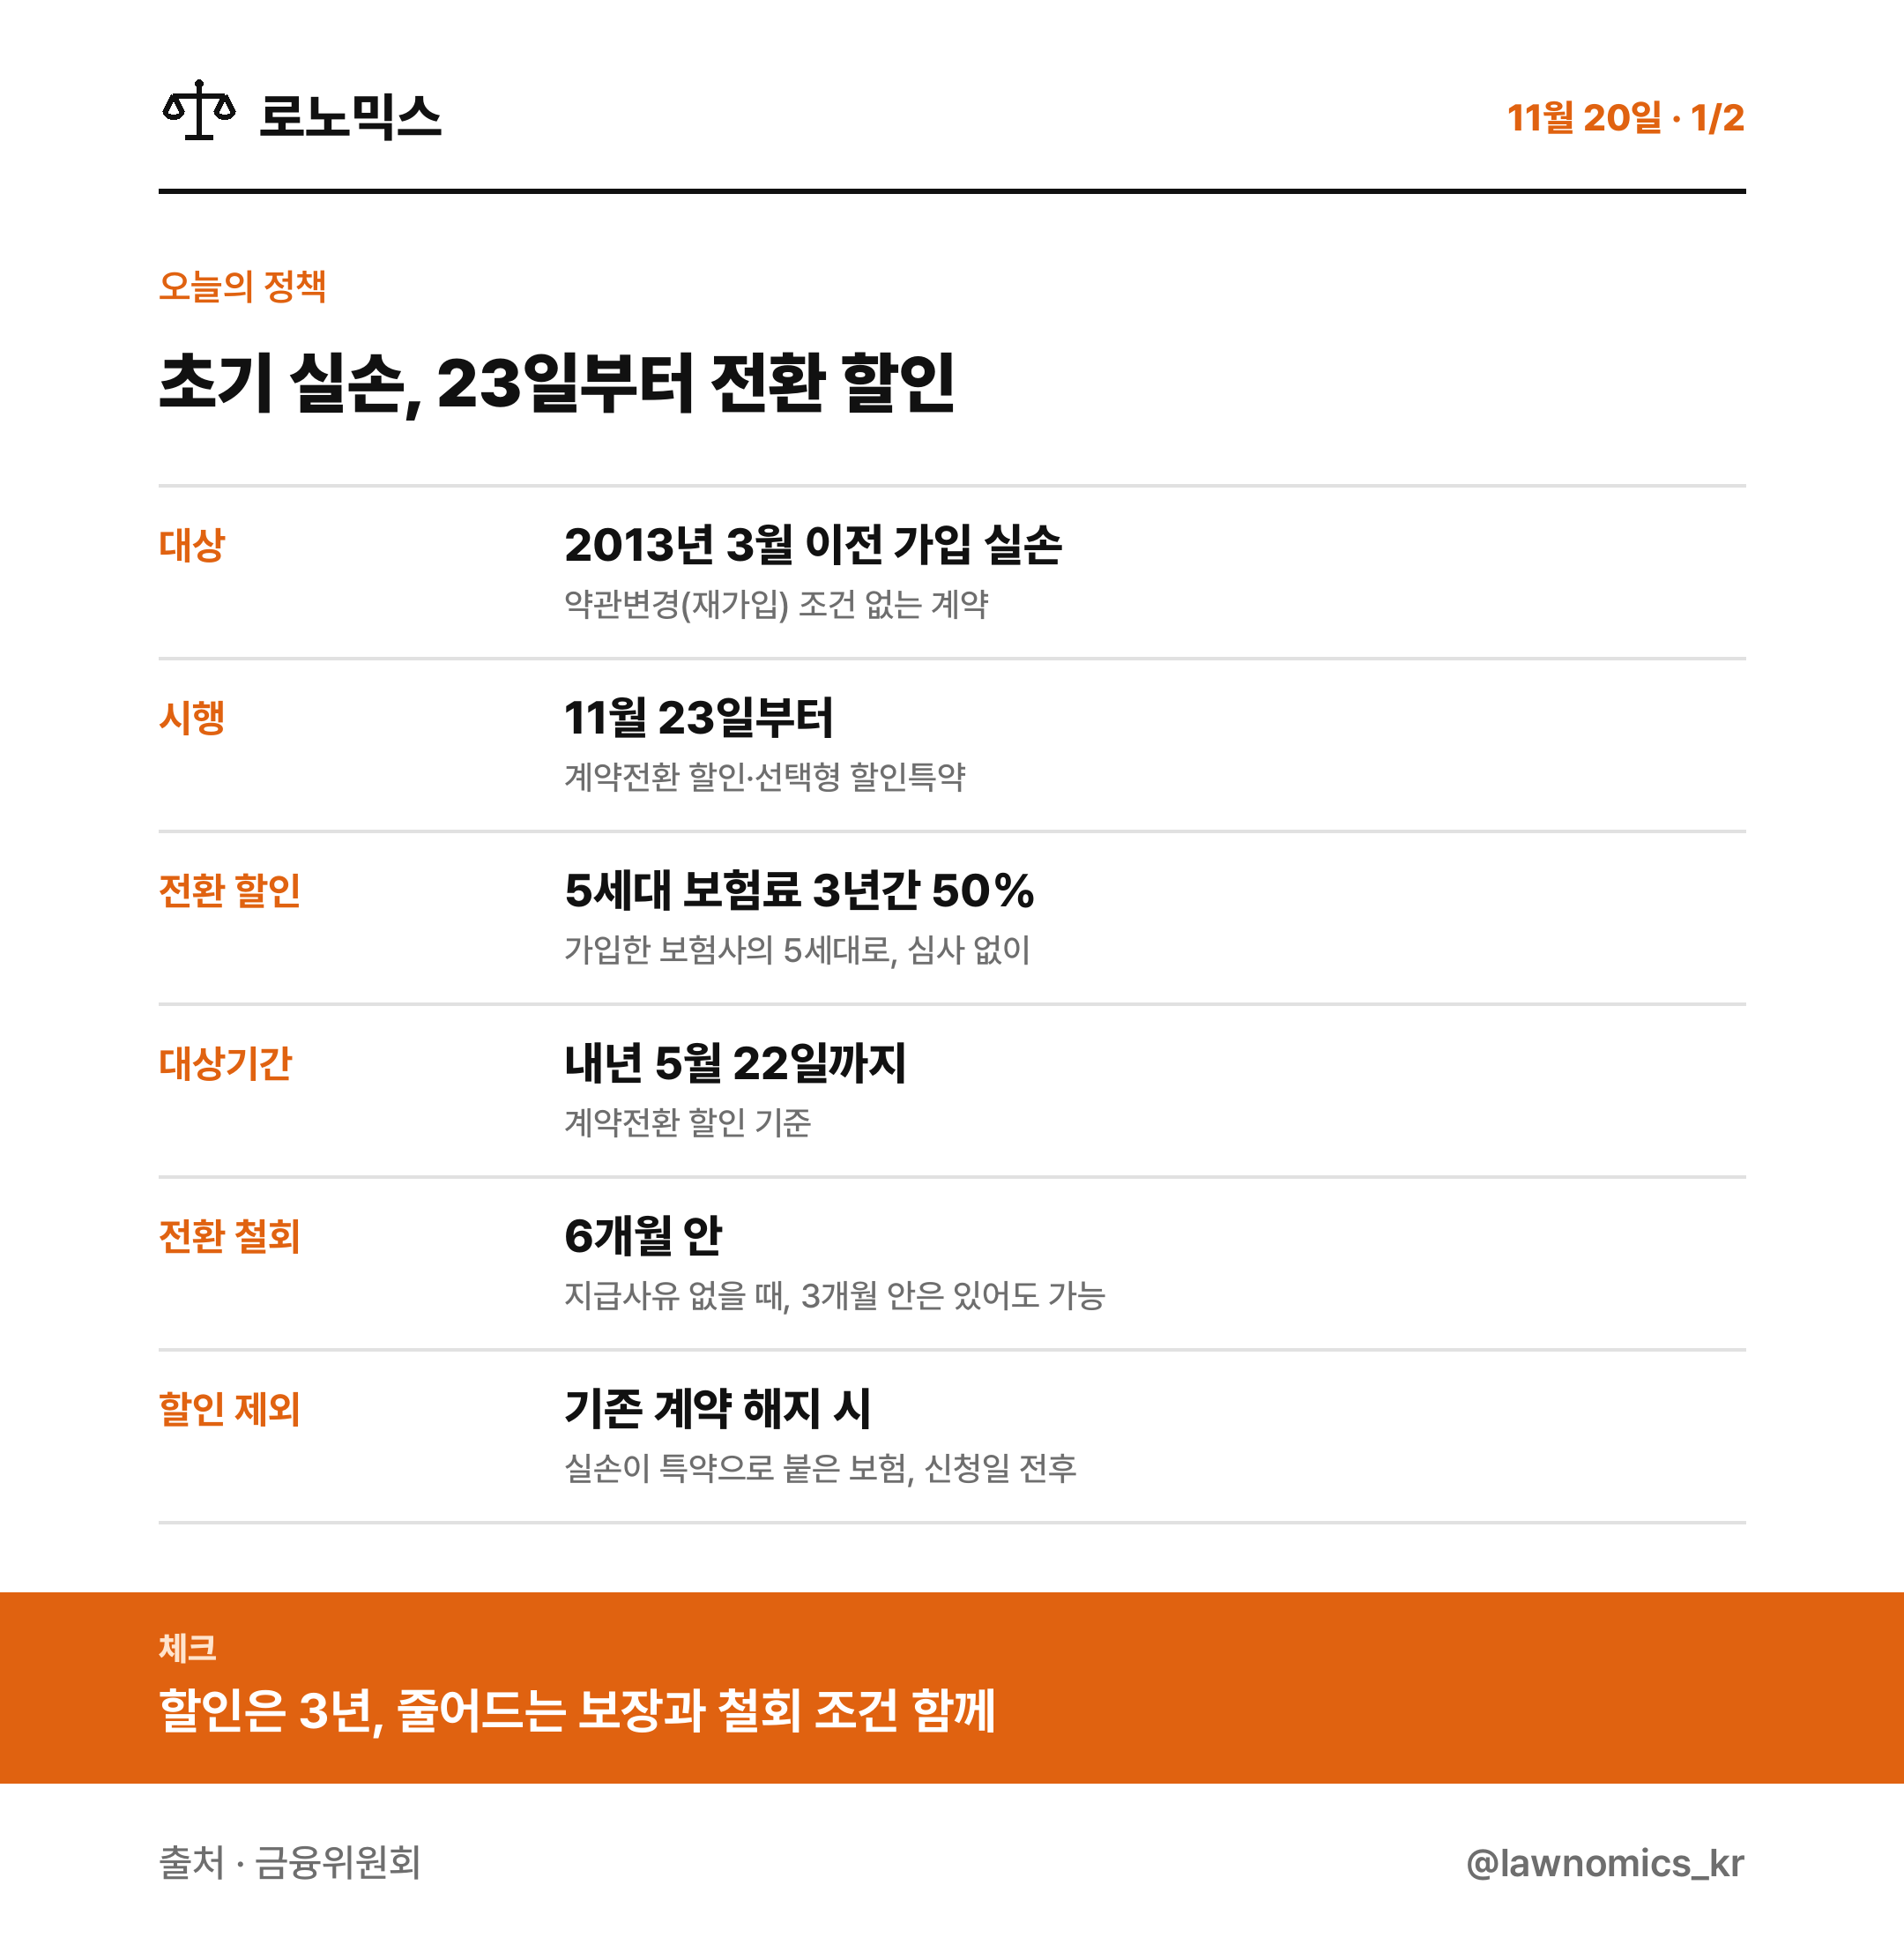 로노믹스
11월 20일 · 1/2
오늘의 정책
초기 실손, 23일부터 전환 할인
대상
2013년 3월 이전 가입 실손
약관변경(재가입) 조건 없는 계약
시행
11월 23일부터
계약전환 할인·선택형 할인특약
전환 할인
5세대 보험료 3년간 50%
가입한 보험사의 5세대로, 심사 없이
대상기간
내년 5월 22일까지
계약전환 할인 기준
전환 철회
6개월 안
지급사유 없을 때, 3개월 안은 있어도 가능
할인 제외
기존 계약 해지 시
실손이 특약으로 붙은 보험, 신청일 전후
체크
할인은 3년, 줄어드는 보장과 철회 조건 함께
출처 · 금융위원회
@lawnomics_kr